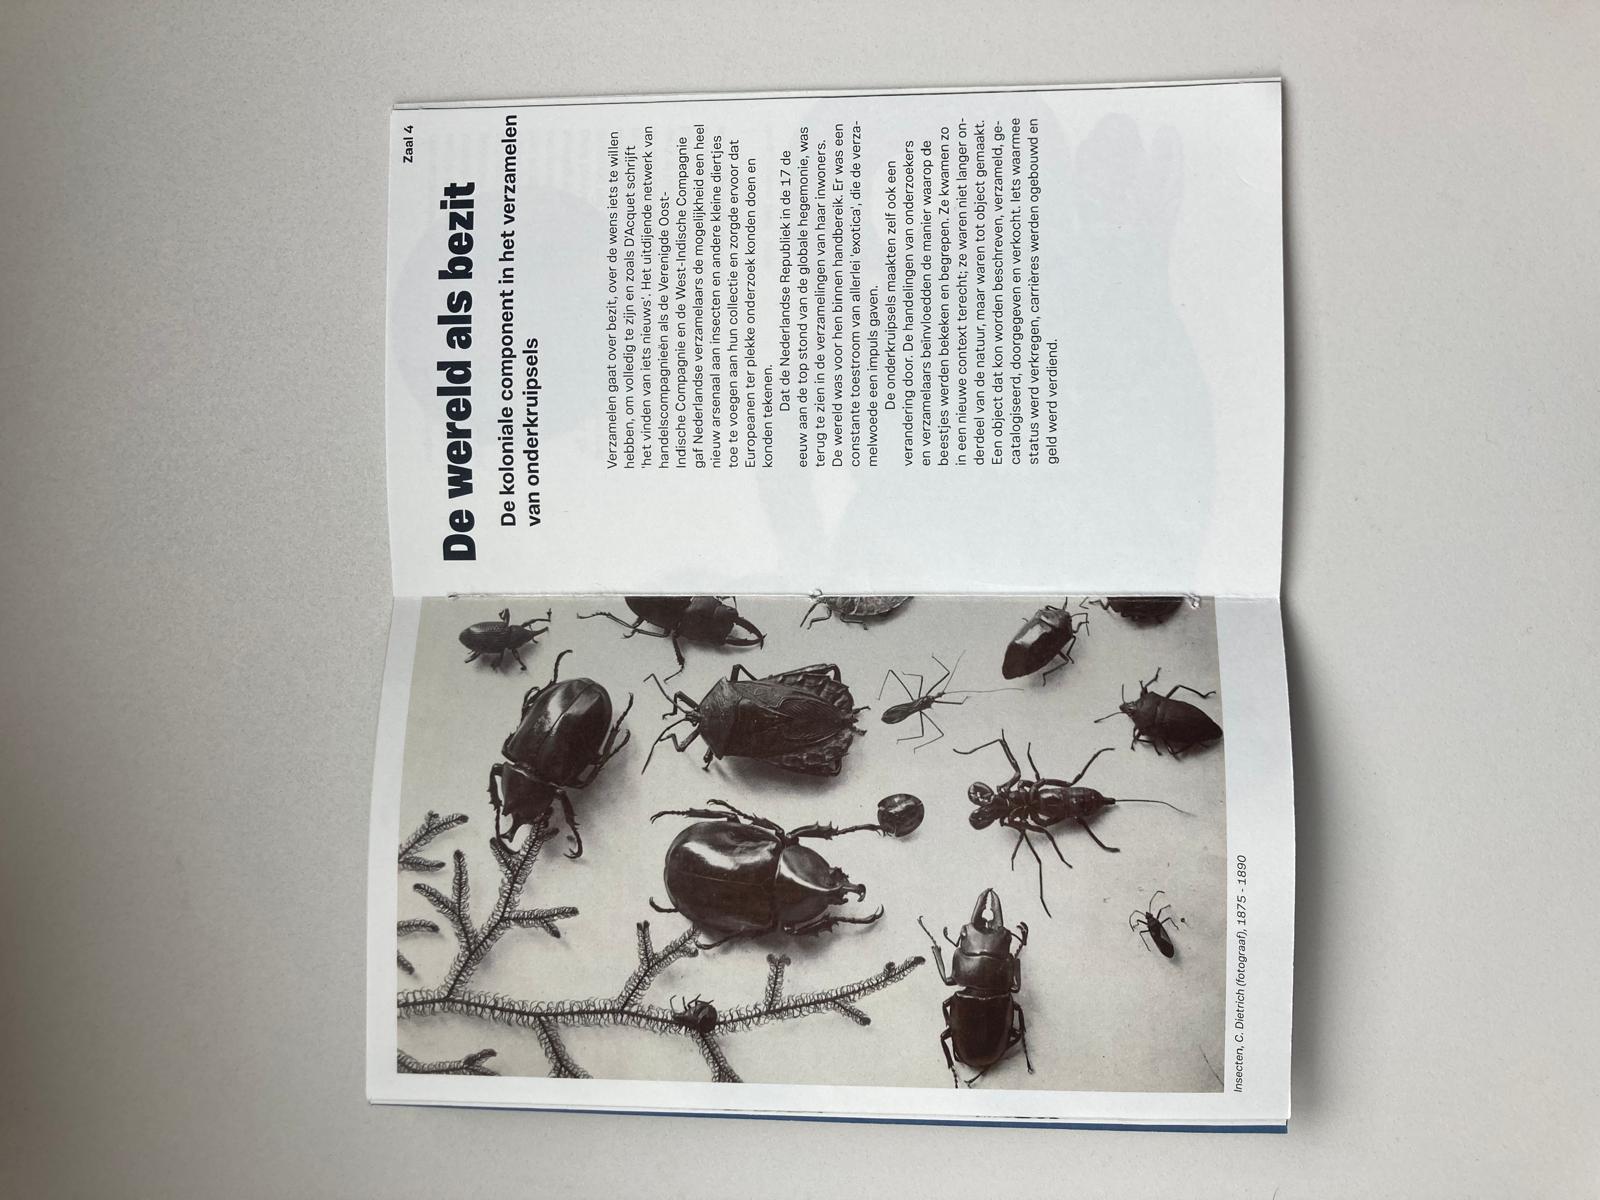 Insecten, C. Dietrich (fotograaf), 1875 - 1890
Zaal 4
De wereld als bezit
De koloniale component in het verzamelen
van onderkruipsels
Verzamelen gaat over bezit, over de wens iets te willen
hebben, om volledig te zijn en zoals D'Acquet schrijft
'het vinden van iets nieuws'. Het uitdijende netwerk van
handelscompagnieën als de Verenigde Oost-
Indische Compagnie en de West-Indische Compagnie
gaf Nederlandse verzamelaars de mogelijkheid een heel
nieuw arsenaal aan insecten en andere kleine diertjes
toe te voegen aan hun collectie en zorgde ervoor dat
Europeanen ter plekke onderzoek konden doen en
konden tekenen.
Dat de Nederlandse Republiek in de 17 de
eeuw aan de top stond van de globale hegemonie, was
terug te zien in de verzamelingen van haar inwoners.
De wereld was voor hen binnen handbereik. Er was een
constante toestroom van allerlei 'exotica', die de verza-
melwoede een impuls gaven.
De onderkruipsels maakten zelf ook een
verandering door. De handelingen van onderzoekers
en verzamelaars beïnvloedden de manier waarop de
beestjes werden bekeken en begrepen. Ze kwamen zo
in een nieuwe context terecht; ze waren niet langer on-
derdeel van de natuur, maar waren tot object gemaakt.
Een object dat kon worden beschreven, verzameld, ge-
catalogiseerd, doorgegeven en verkocht. Iets waarmee
status werd verkregen, carrières werden ogebouwd en
geld werd verdiend.